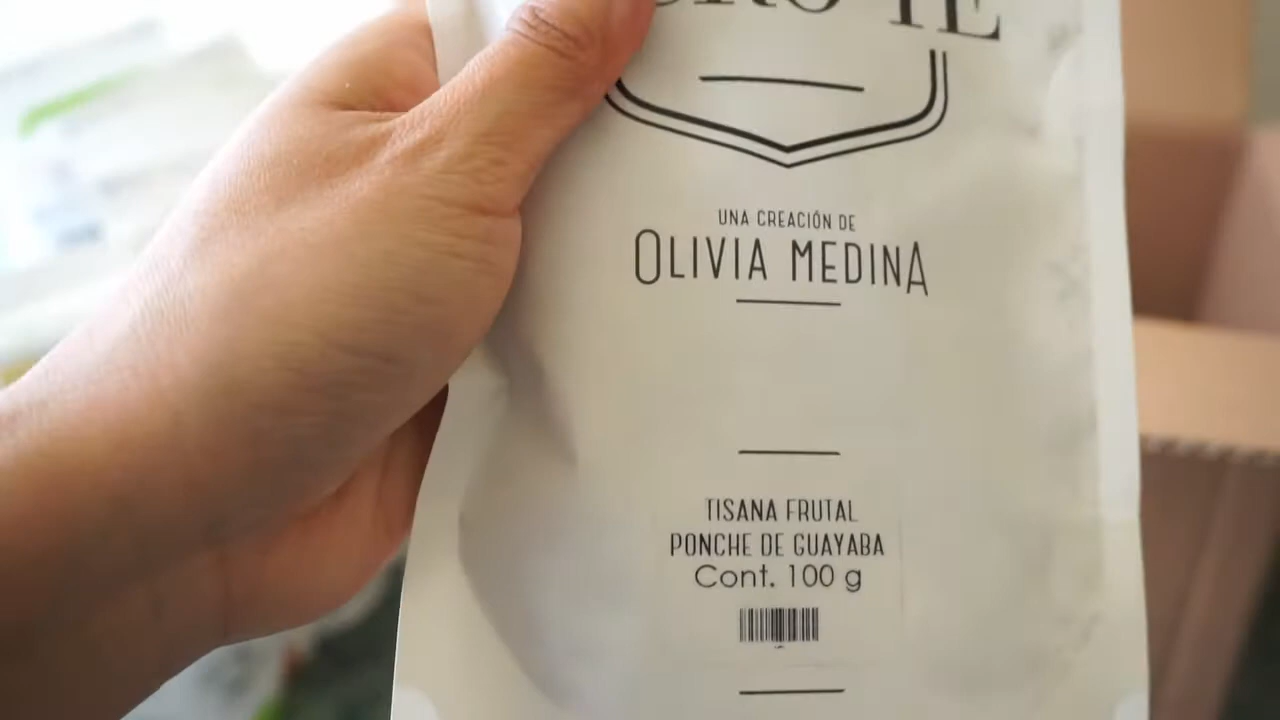 UNA CREACIÓN DE
OLIVIA MEDINA
TISANA FRUTAL
PONCHE DE GUAYABA
Cont. 100 g